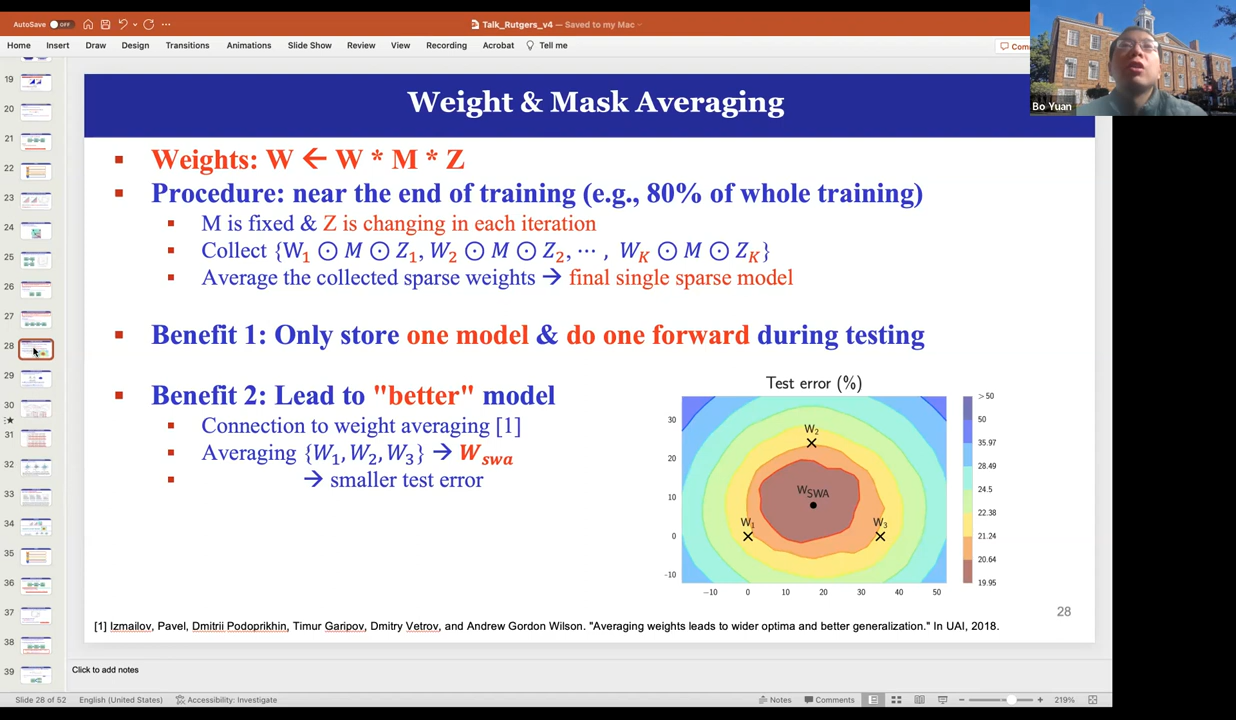 AutoSave OFF
Talk_Rutgers_v4 — Saved to my Mac
Home Insert Draw Design Transitions Animations Slide Show Review View Recording Acrobat Tell me
Bo Yuan
19
20
21
22
23
24
25
26
27
28
29
30
31
32
33
34
35
36
37
38
39
Weight & Mask Averaging
▪ Weights: W ← W * M * Z
▪ Procedure: near the end of training (e.g., 80% of whole training)
▪ M is fixed & Z is changing in each iteration
▪ Collect {W₁ ⊙ M ⊙ Z₁, W₂ ⊙ M ⊙ Z₂, ⋯ , W_K ⊙ M ⊙ Z_K}
▪ Average the collected sparse weights → final single sparse model
▪ Benefit 1: Only store one model & do one forward during testing
▪ Benefit 2: Lead to "better" model
▪ Connection to weight averaging [1]
▪ Averaging {W₁, W₂, W₃} → W_swa
▪ → smaller test error
Test error (%)
30
20
10
0
-10
W₂
W_SWA
W₁
W₃
−10 0 10 20 30 40 50
> 50
50
35.97
28.49
24.5
22.38
21.24
20.64
19.95
28
[1] Izmailov, Pavel, Dmitrii Podoprikhin, Timur Garipov, Dmitry Vetrov, and Andrew Gordon Wilson. "Averaging weights leads to wider optima and better generalization." In UAI, 2018.
Click to add notes
Slide 28 of 52 English (United States) Accessibility: Investigate Notes Comments 219%